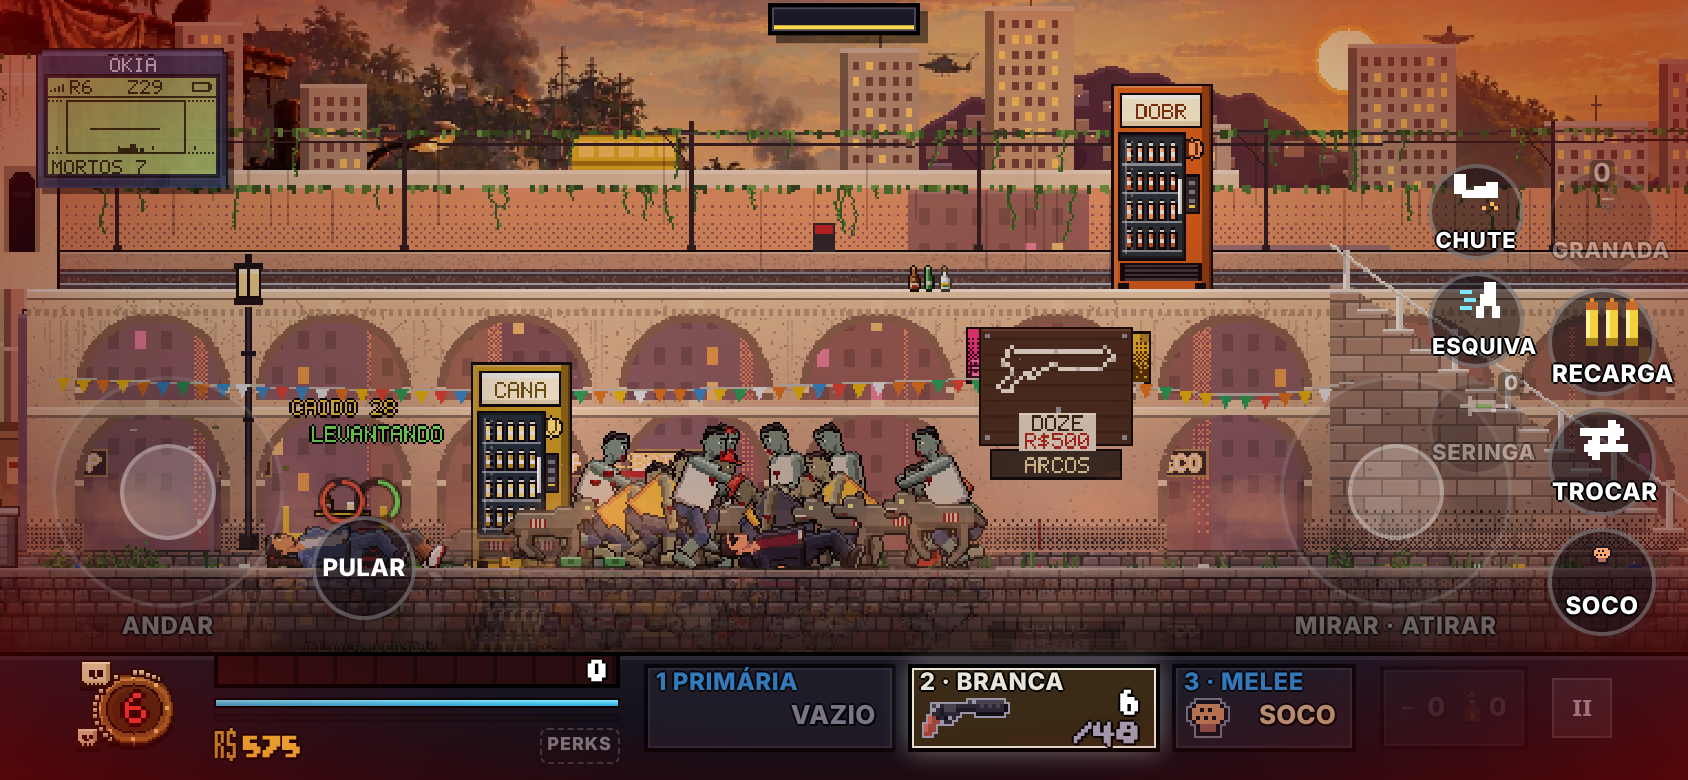 OKIA
R6 Z29
MORTOS 7
DOBR
CHUTE
0
GRANADA
ESQUIVA
RECARGA
CANA
CAIDO 28
LEVANTANDO
DOZE
R$500
ARCOS
CO
0
SERINGA
TROCAR
PULAR
SOCO
ANDAR
MIRAR · ATIRAR
6
0
R$575
PERKS
1 PRIMÁRIA
VAZIO
2 · BRANCA
6
/48
3 · MELEE
SOCO
0 0
II